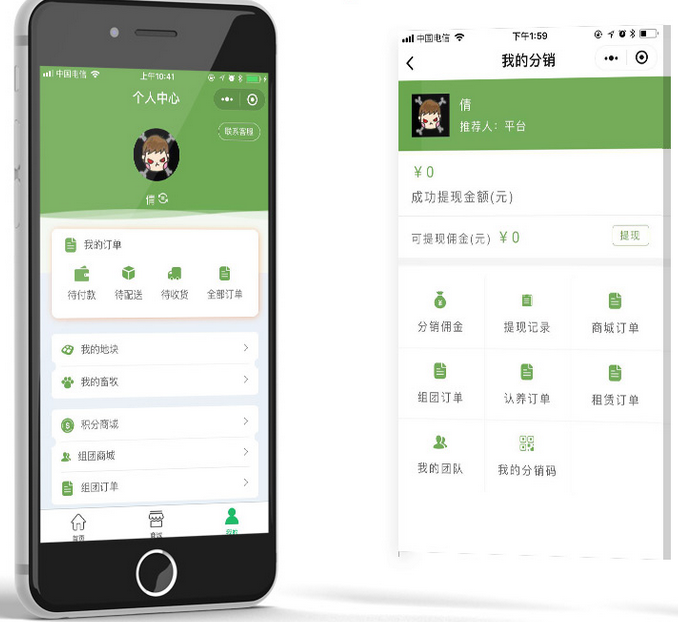 中国电信
上午10:41
个人中心
联系客服
倩
我的订单
待付款
待配送
待收货
全部订单
我的地块
我的畜牧
积分商城
组团商城
组团订单
首页
商城
我的
中国电信
下午1:59
我的分销
倩
推荐人：平台
¥0
成功提现金额(元)
可提现佣金(元) ¥0
提现
分销佣金
提现记录
商城订单
组团订单
认养订单
租赁订单
我的团队
我的分销码